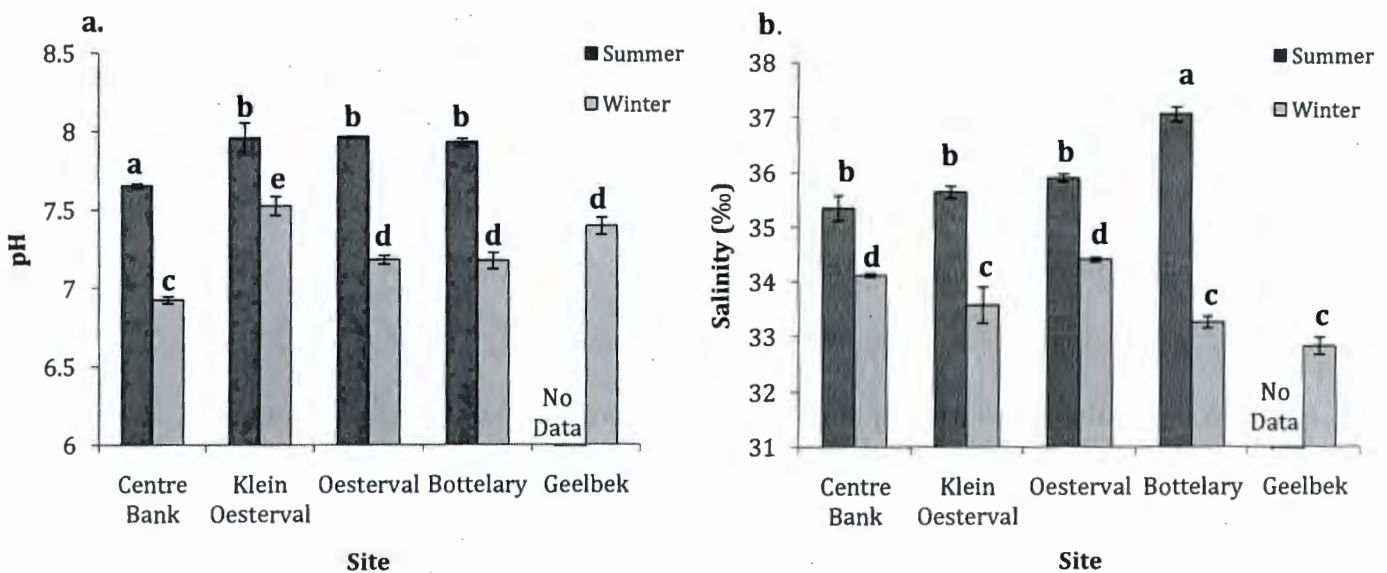 a.
8.5
8
7.5
7
6.5
6
pH
Summer
Winter
a
c
b
e
b
d
b
d
No
Data
d
Centre
Bank
Klein
Oesterval
Oesterval
Bottelary
Geelbek
Site
b.
38
37
36
35
34
33
32
31
Salinity (‰)
Summer
Winter
b
d
b
c
b
d
a
c
No
Data
c
Centre
Bank
Klein
Oesterval
Oesterval
Bottelary
Geelbek
Site